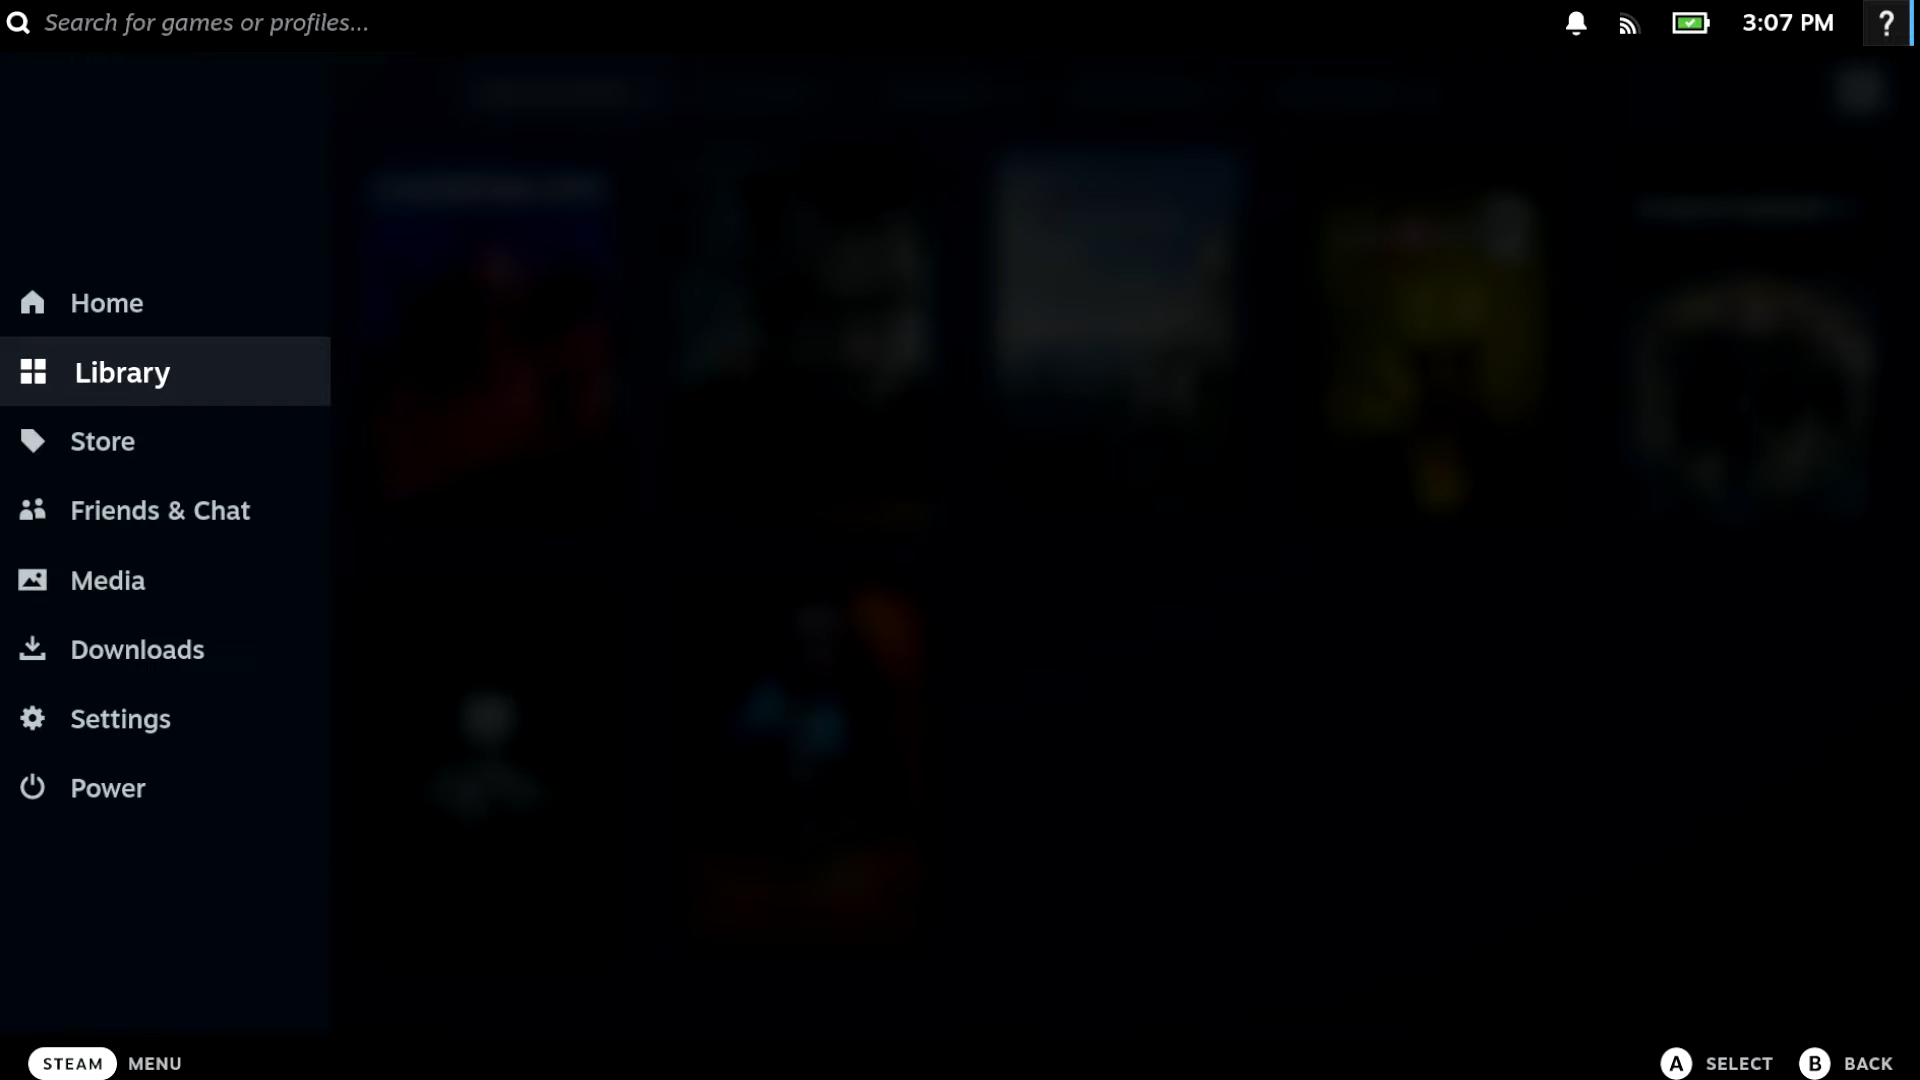 Search for games or profiles...
3:07 PM
?
Home
Library
Store
Friends & Chat
Media
Downloads
Settings
Power
STEAM MENU
A SELECT B BACK